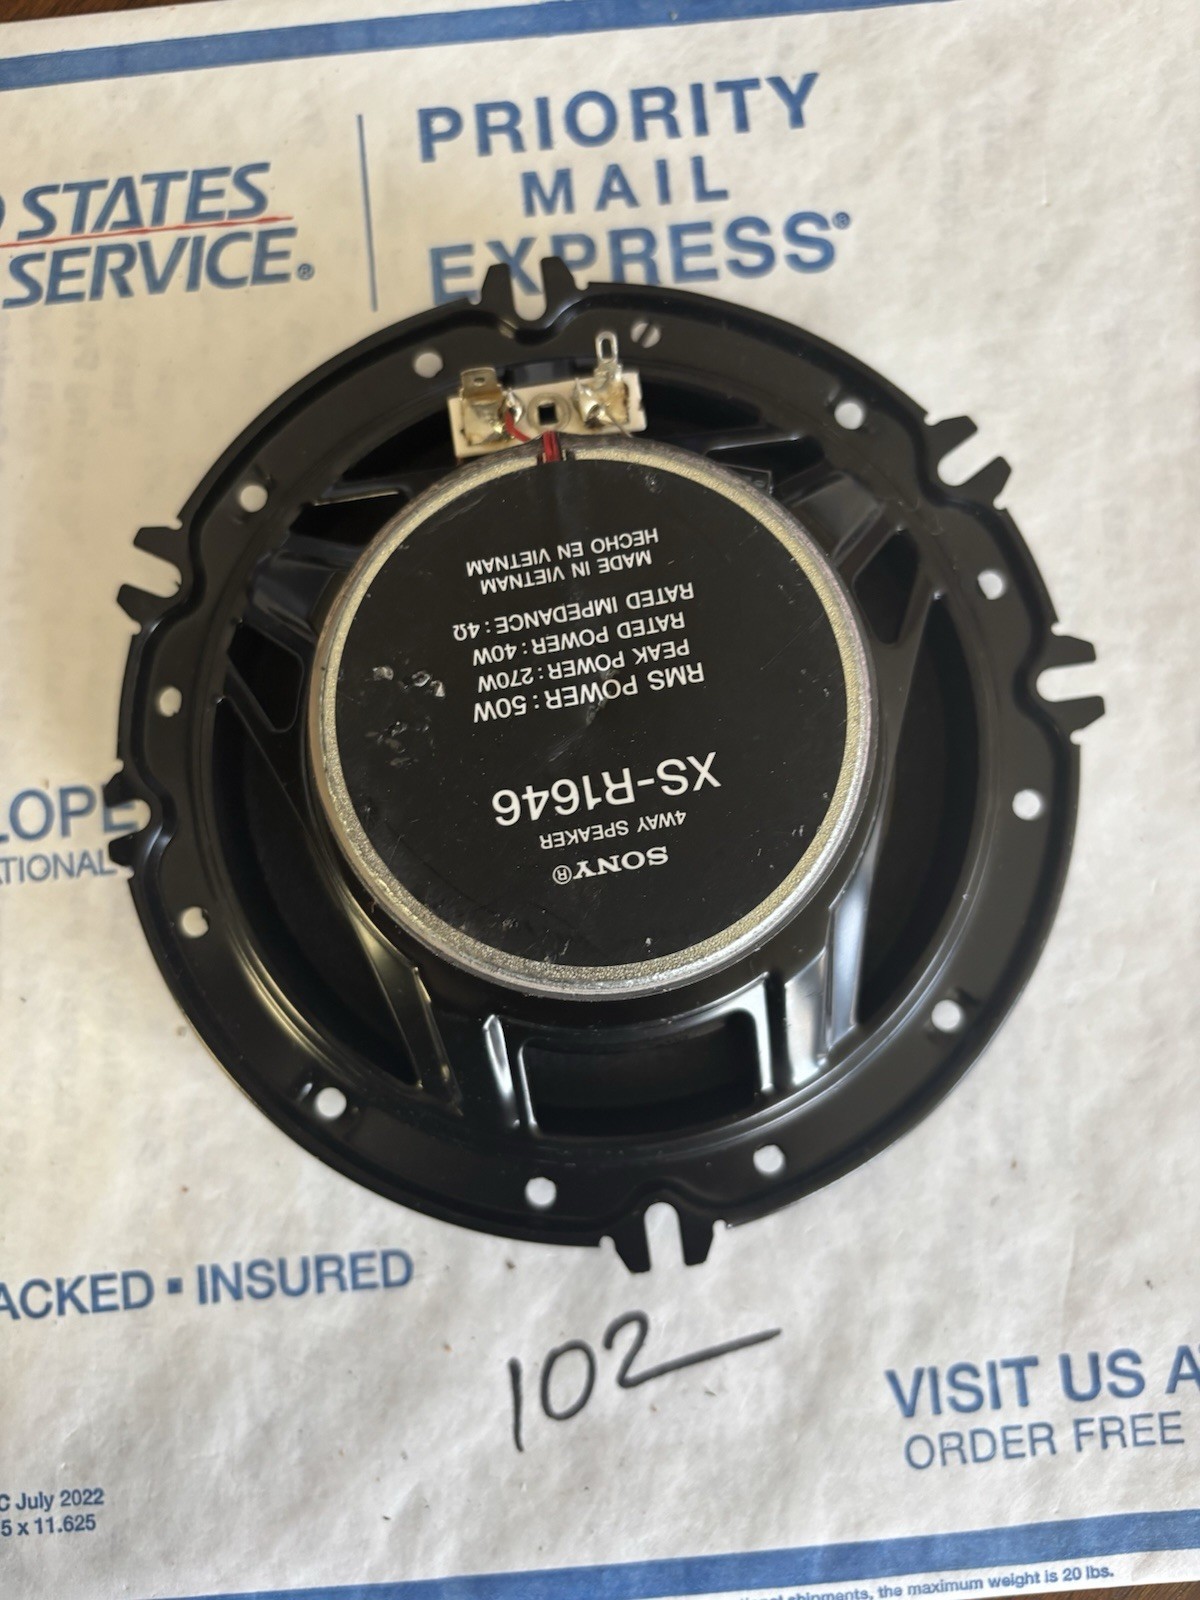 PRIORITY
MAIL
EXPRESS®
STATES
SERVICE®
SONY®
4WAY SPEAKER
XS-R1646
RMS POWER : 50W
PEAK POWER : 270W
RATED POWER : 40W
RATED IMPEDANCE : 4Ω
MADE IN VIETNAM
HECHO EN VIETNAM
LOPE
ATIONAL
ACKED ▪ INSURED
102
VISIT US A
ORDER FREE
C July 2022
5 x 11.625
shipments, the maximum weight is 20 lbs.